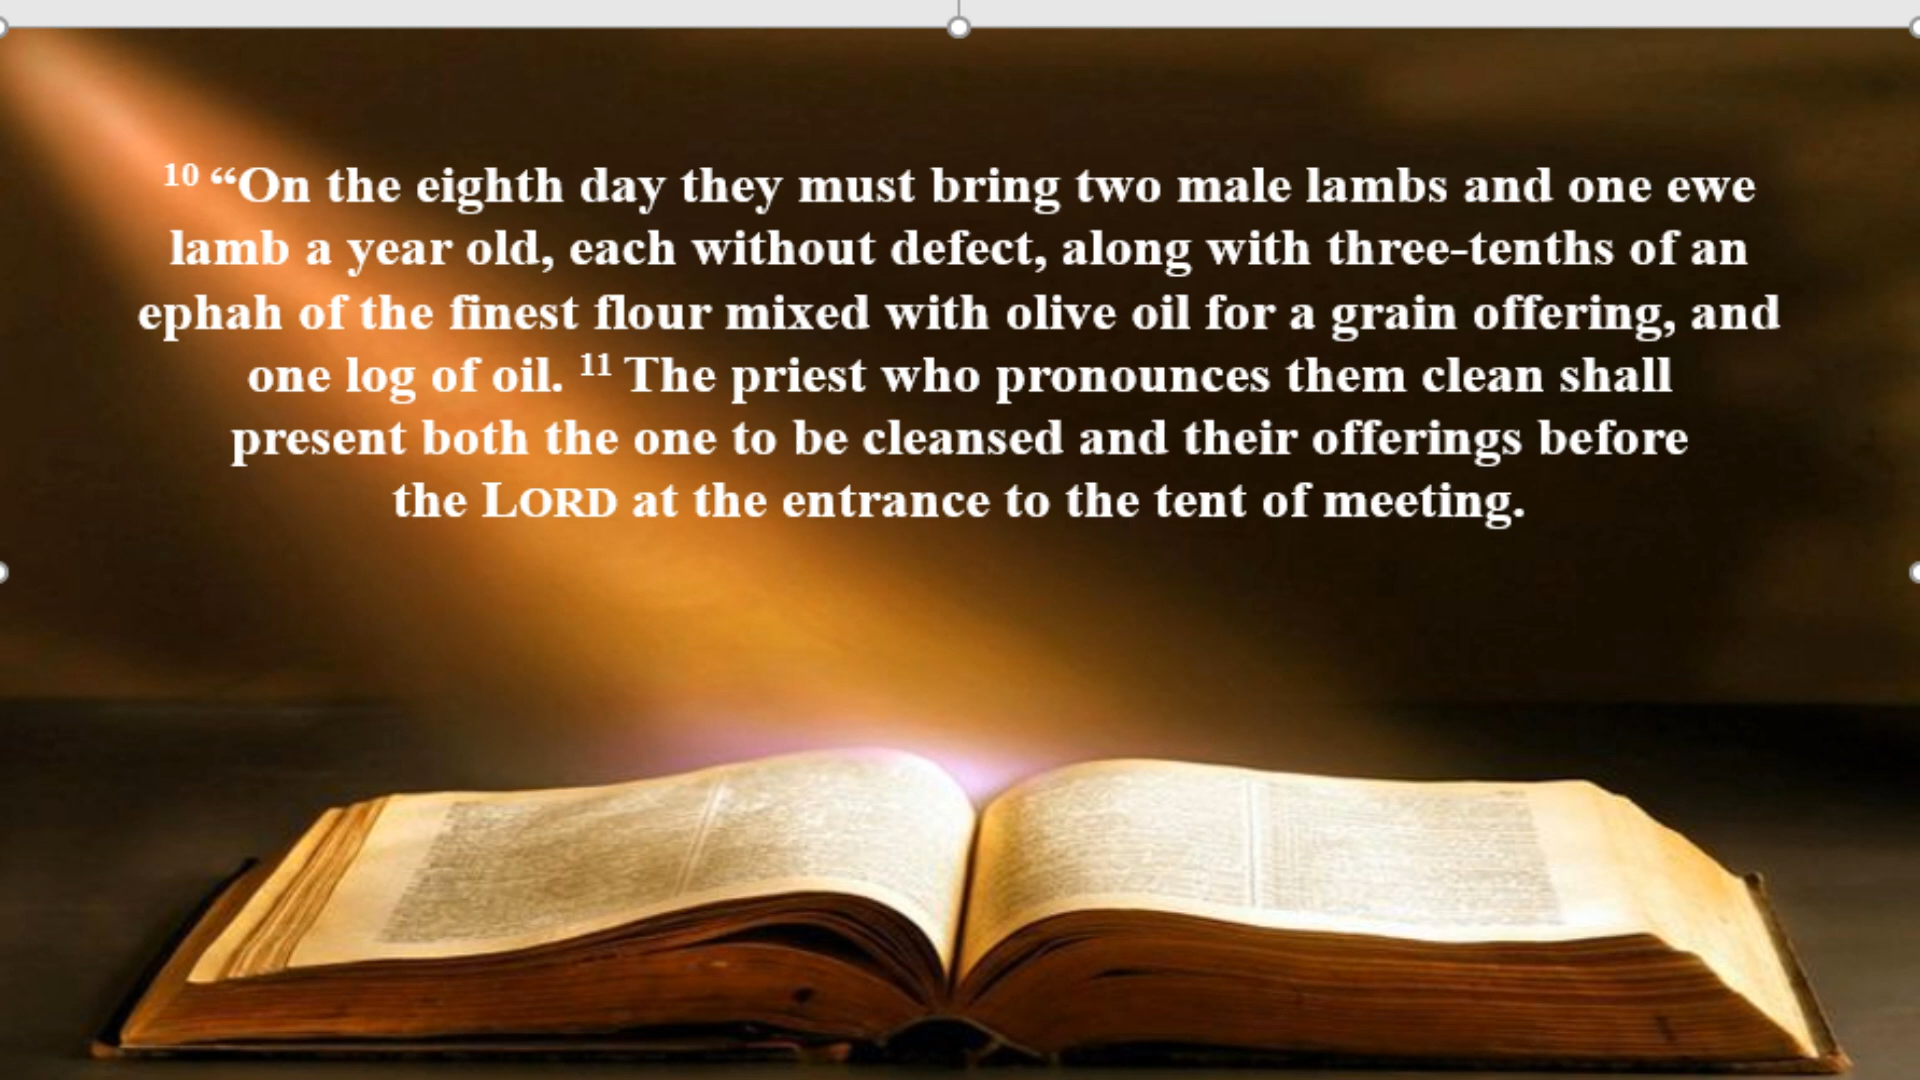 10 “On the eighth day they must bring two male lambs and one ewe
lamb a year old, each without defect, along with three-tenths of an
ephah of the finest flour mixed with olive oil for a grain offering, and
one log of oil. 11 The priest who pronounces them clean shall
present both the one to be cleansed and their offerings before
the LORD at the entrance to the tent of meeting.